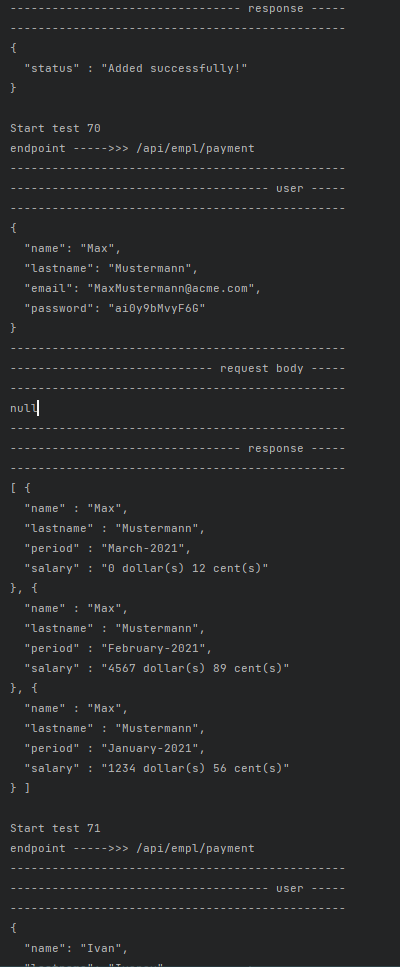 --------------------------------- response -----
------------------------------------------------
{
  "status" : "Added successfully!"
}

Start test 70
endpoint ----->>> /api/empl/payment
------------------------------------------------
------------------------------------- user -----
------------------------------------------------
{
  "name": "Max",
  "lastname": "Mustermann",
  "email": "MaxMustermann@acme.com",
  "password": "ai0y9bMvyF6G"
}
------------------------------------------------
----------------------------- request body -----
------------------------------------------------
null
------------------------------------------------
--------------------------------- response -----
------------------------------------------------
[ {
  "name" : "Max",
  "lastname" : "Mustermann",
  "period" : "March-2021",
  "salary" : "0 dollar(s) 12 cent(s)"
}, {
  "name" : "Max",
  "lastname" : "Mustermann",
  "period" : "February-2021",
  "salary" : "4567 dollar(s) 89 cent(s)"
}, {
  "name" : "Max",
  "lastname" : "Mustermann",
  "period" : "January-2021",
  "salary" : "1234 dollar(s) 56 cent(s)"
} ]

Start test 71
endpoint ----->>> /api/empl/payment
------------------------------------------------
------------------------------------- user -----
------------------------------------------------
{
  "name": "Ivan",